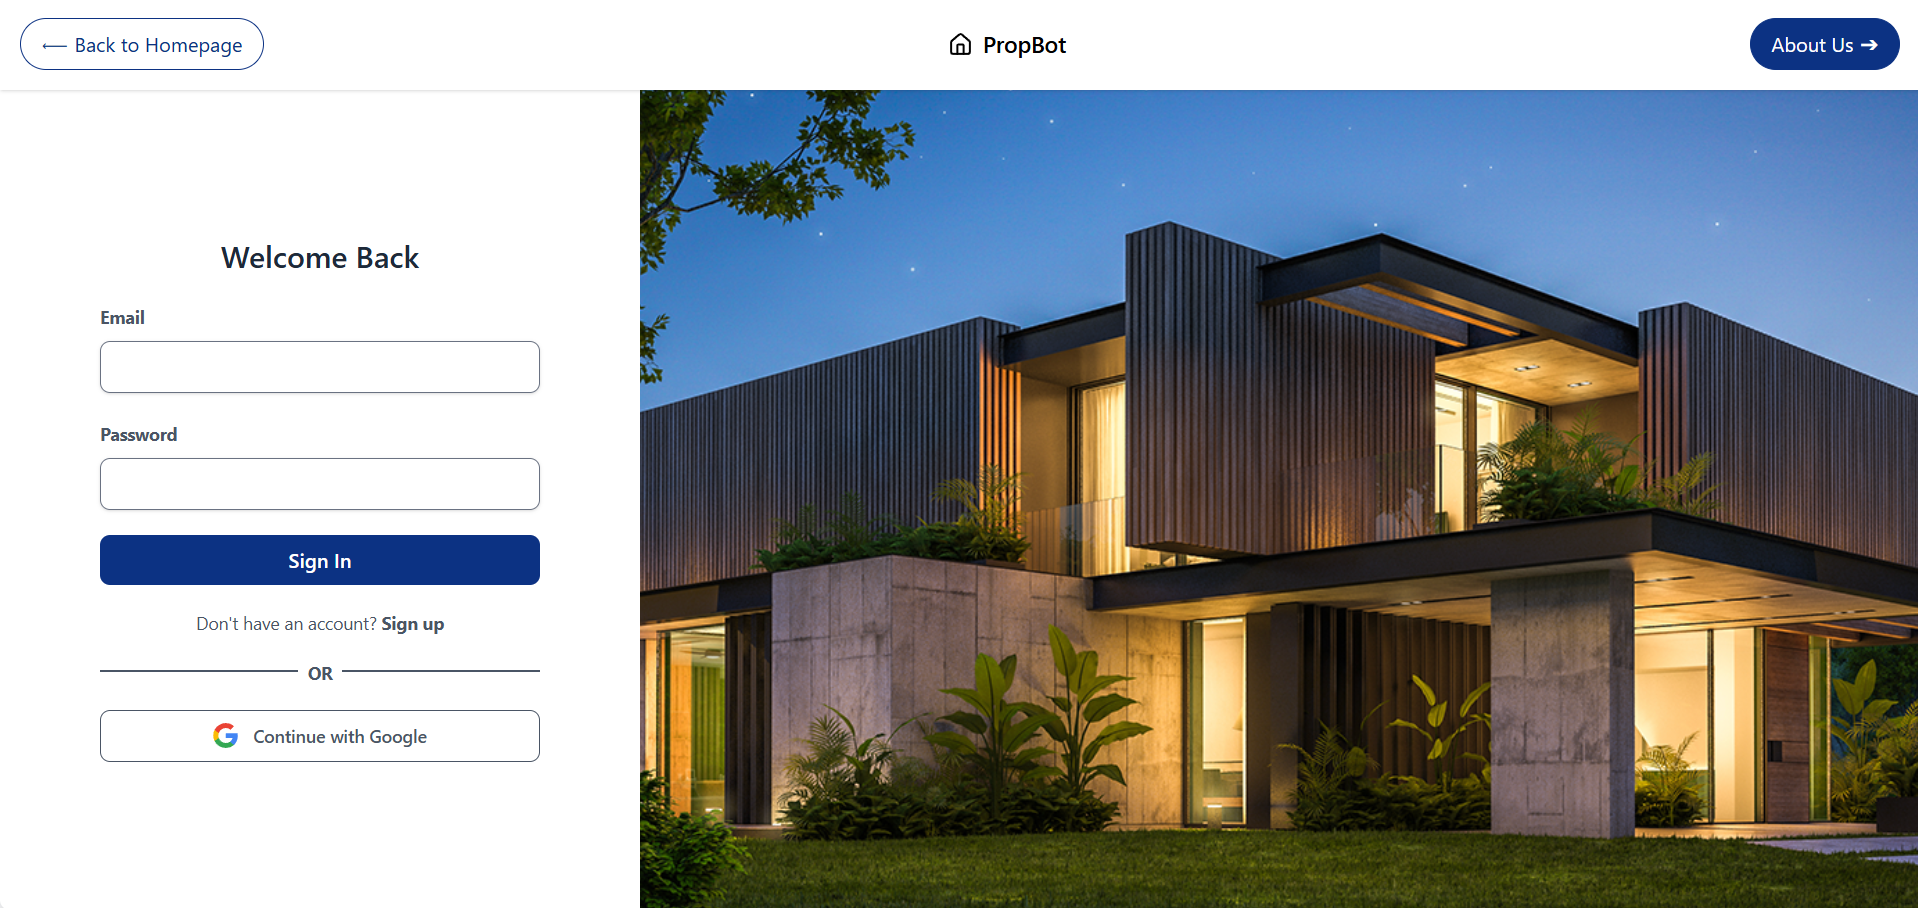 ⟵ Back to Homepage
PropBot
About Us ➔
Welcome Back
Email
Password
Sign In
Don't have an account? Sign up
OR
Continue with Google